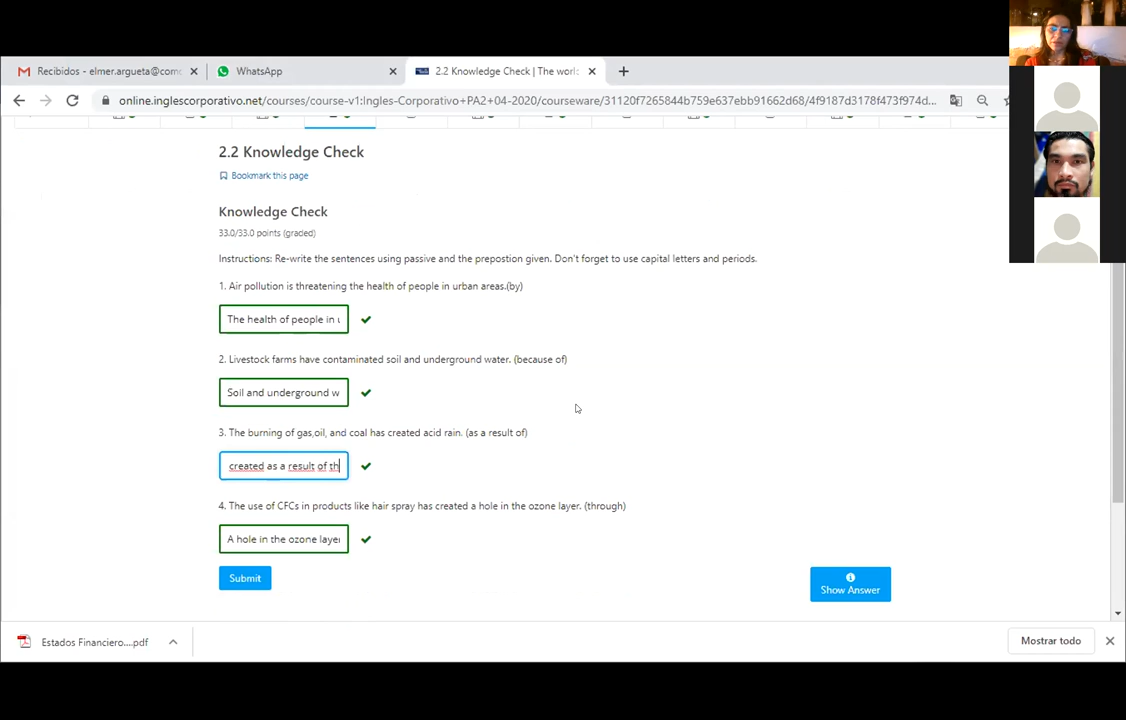 Recibidos - elmer.argueta@com
WhatsApp
2.2 Knowledge Check | The world
online.inglescorporativo.net/courses/course-v1:Ingles-Corporativo+PA2+04-2020/courseware/31120f7265844b759e637ebb91662d68/4f9187d3178f473f974d...
2.2 Knowledge Check
Bookmark this page
Knowledge Check
33.0/33.0 points (graded)
Instructions: Re-write the sentences using passive and the prepostion given. Don't forget to use capital letters and periods.
1. Air pollution is threatening the health of people in urban areas.(by)
The health of people in u
2. Livestock farms have contaminated soil and underground water. (because of)
Soil and underground w
3. The burning of gas,oil, and coal has created acid rain. (as a result of)
created as a result of th
4. The use of CFCs in products like hair spray has created a hole in the ozone layer. (through)
A hole in the ozone layer
Submit
Show Answer
Estados Financiero....pdf
Mostrar todo